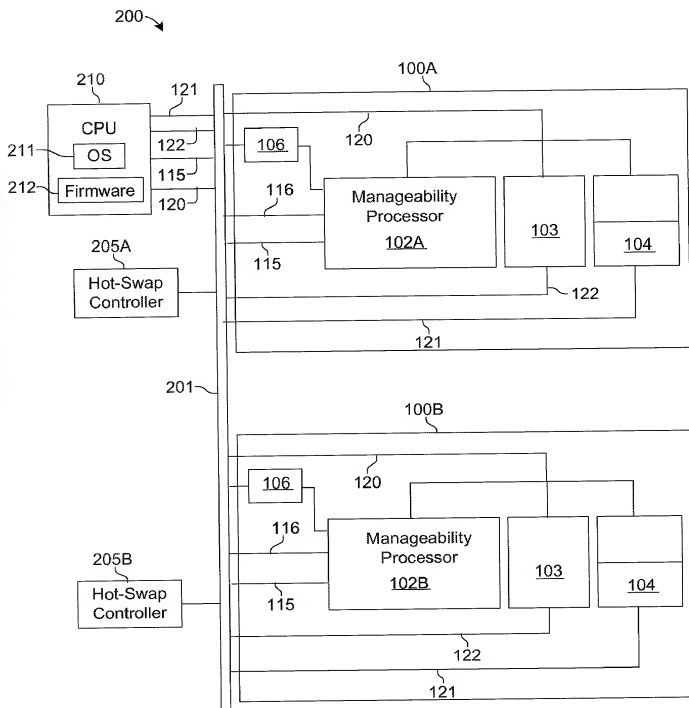 200
210
CPU
211
OS
212
Firmware
121
122
115
120
205A
Hot-Swap
Controller
201
205B
Hot-Swap
Controller
100A
120
106
116
115
Manageability
Processor
102A
103
104
122
121
100B
120
106
116
115
Manageability
Processor
102B
103
104
122
121